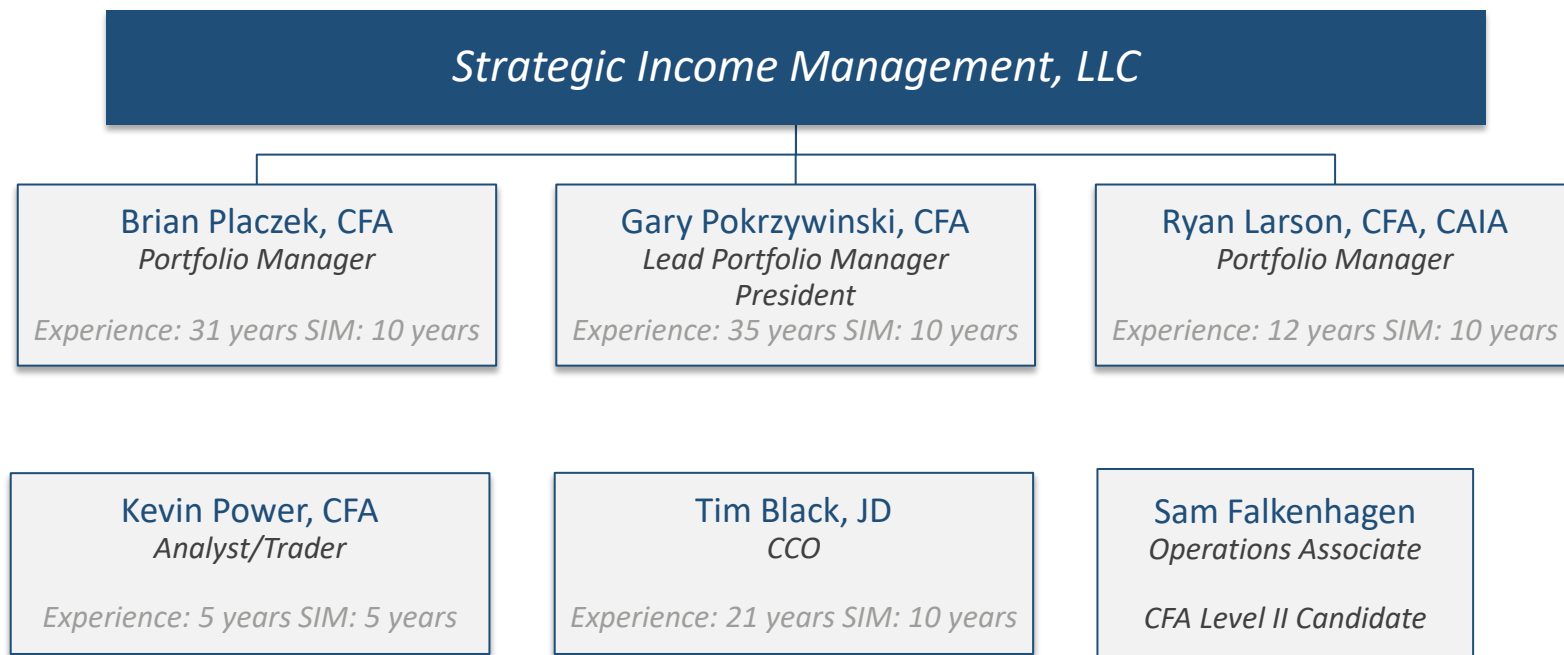 Strategic Income Management, LLC
Brian Placzek, CFA
Portfolio Manager
Experience: 31 years SIM: 10 years
Gary Pokrzywinski, CFA
Lead Portfolio Manager
President
Experience: 35 years SIM: 10 years
Ryan Larson, CFA, CAIA
Portfolio Manager
Experience: 12 years SIM: 10 years
Kevin Power, CFA
Analyst/Trader
Experience: 5 years SIM: 5 years
Tim Black, JD
CCO
Experience: 21 years SIM: 10 years
Sam Falkenhagen
Operations Associate
CFA Level II Candidate